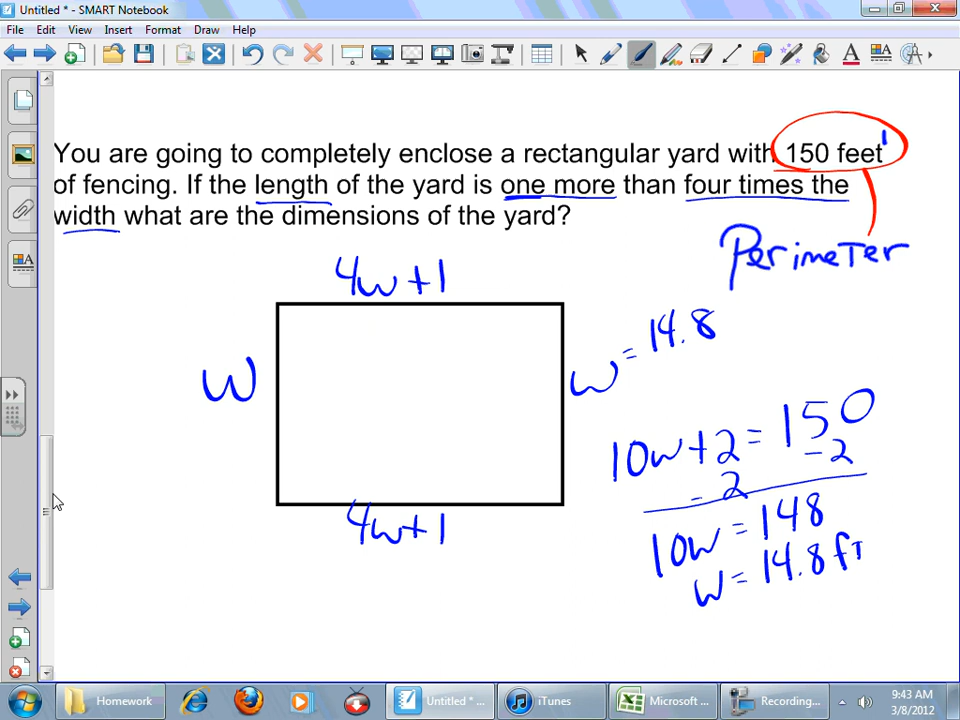 Untitled * - SMART Notebook
File Edit View Insert Format Draw Help
You are going to completely enclose a rectangular yard with 150 feet
of fencing. If the length of the yard is one more than four times the
width what are the dimensions of the yard?
Perimeter
4w+1
w
w = 14.8
4w+1
10w+2 = 150
- 2 - 2
10w = 148
w = 14.8 ft
Homework
Untitled * ...
iTunes
Microsoft ...
Recording...
9:43 AM
3/8/2012